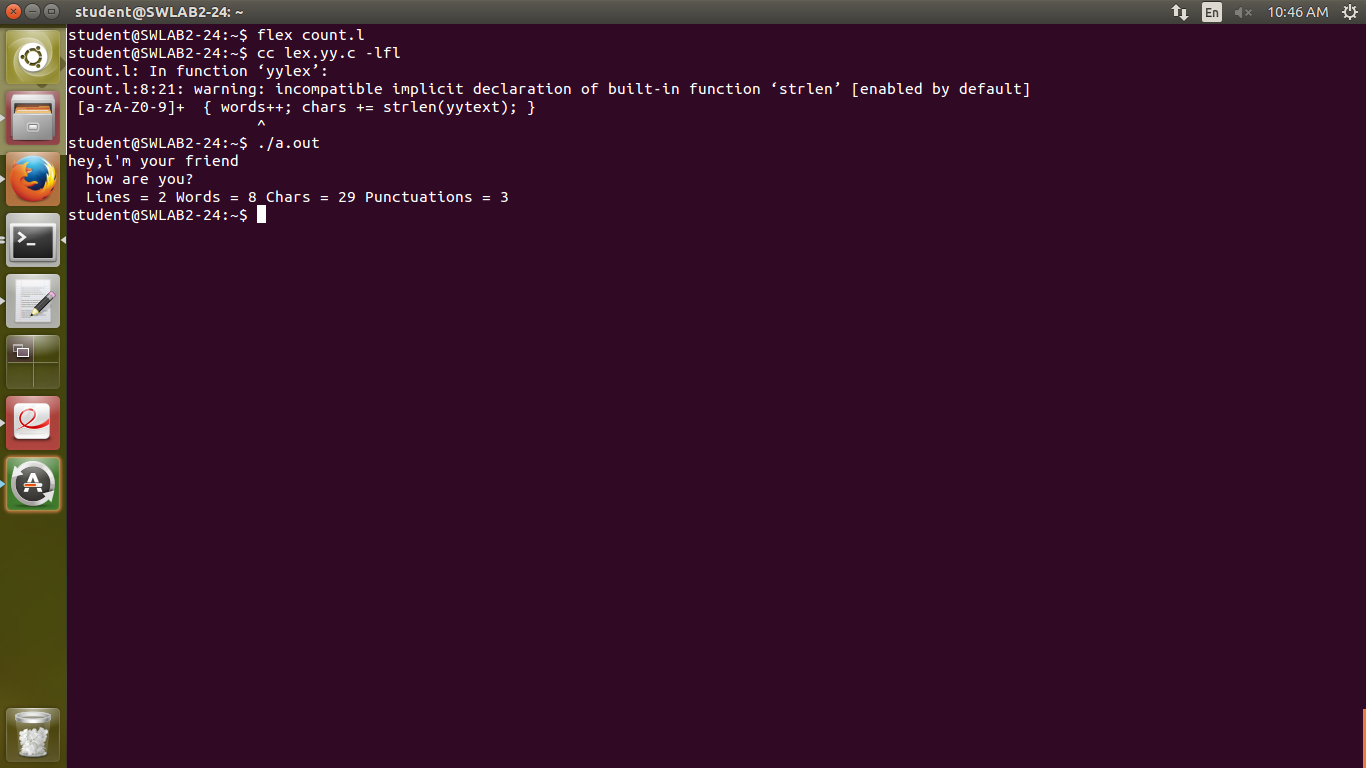 student@SWLAB2-24: ~
En
10:46 AM
student@SWLAB2-24:~$ flex count.l
student@SWLAB2-24:~$ cc lex.yy.c -lfl
count.l: In function ‘yylex’:
count.l:8:21: warning: incompatible implicit declaration of built-in function ‘strlen’ [enabled by default]
 [a-zA-Z0-9]+  { words++; chars += strlen(yytext); }
                     ^
student@SWLAB2-24:~$ ./a.out
hey,i'm your friend
  how are you?
  Lines = 2 Words = 8 Chars = 29 Punctuations = 3
student@SWLAB2-24:~$